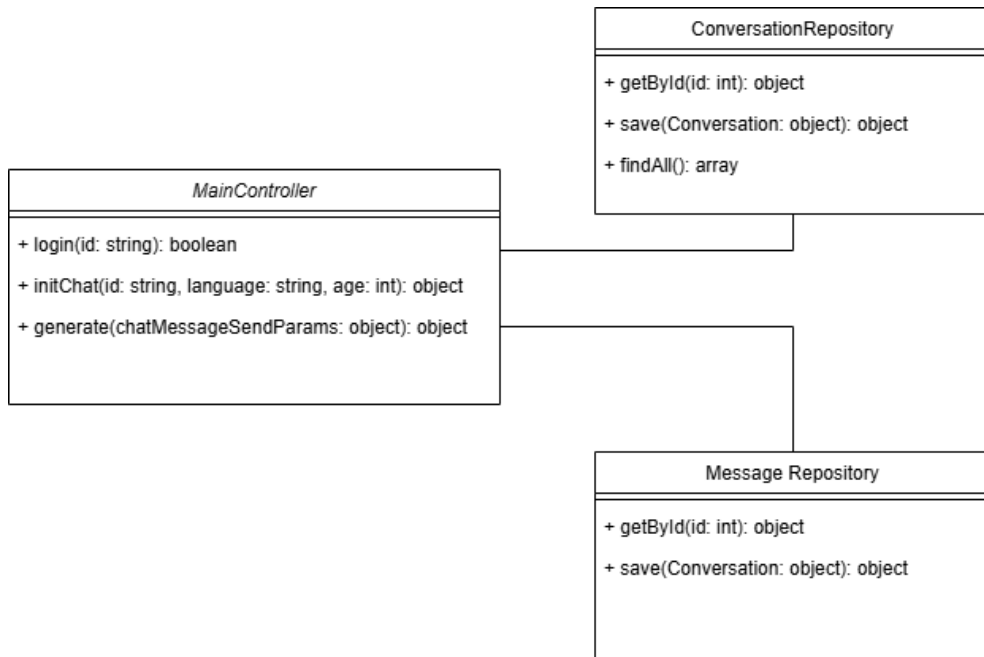 ConversationRepository
+ getById(id: int): object
+ save(Conversation: object): object
+ findAll(): array
MainController
+ login(id: string): boolean
+ initChat(id: string, language: string, age: int): object
+ generate(chatMessageSendParams: object): object
Message Repository
+ getById(id: int): object
+ save(Conversation: object): object